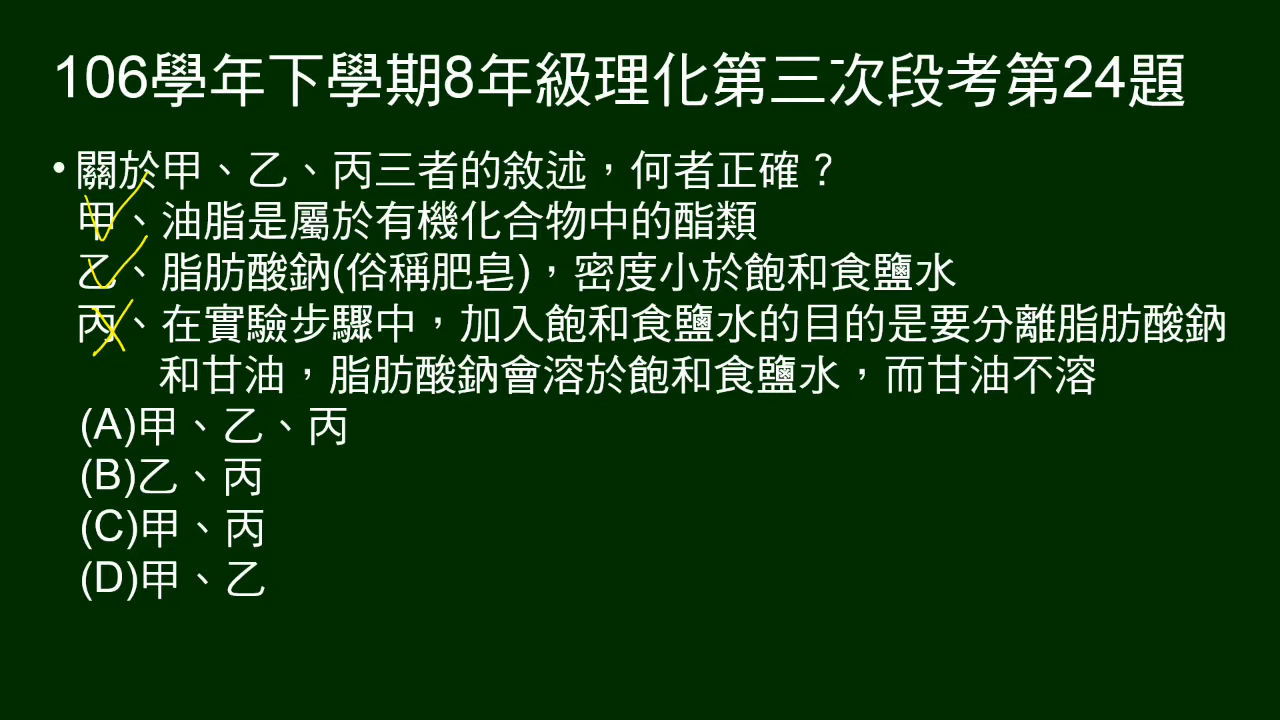 106學年下學期8年級理化第三次段考第24題
•關於甲、乙、丙三者的敘述，何者正確？
甲、油脂是屬於有機化合物中的酯類
乙、脂肪酸鈉(俗稱肥皂)，密度小於飽和食鹽水
丙、在實驗步驟中，加入飽和食鹽水的目的是要分離脂肪酸鈉
和甘油，脂肪酸鈉會溶於飽和食鹽水，而甘油不溶
(A)甲、乙、丙
(B)乙、丙
(C)甲、丙
(D)甲、乙